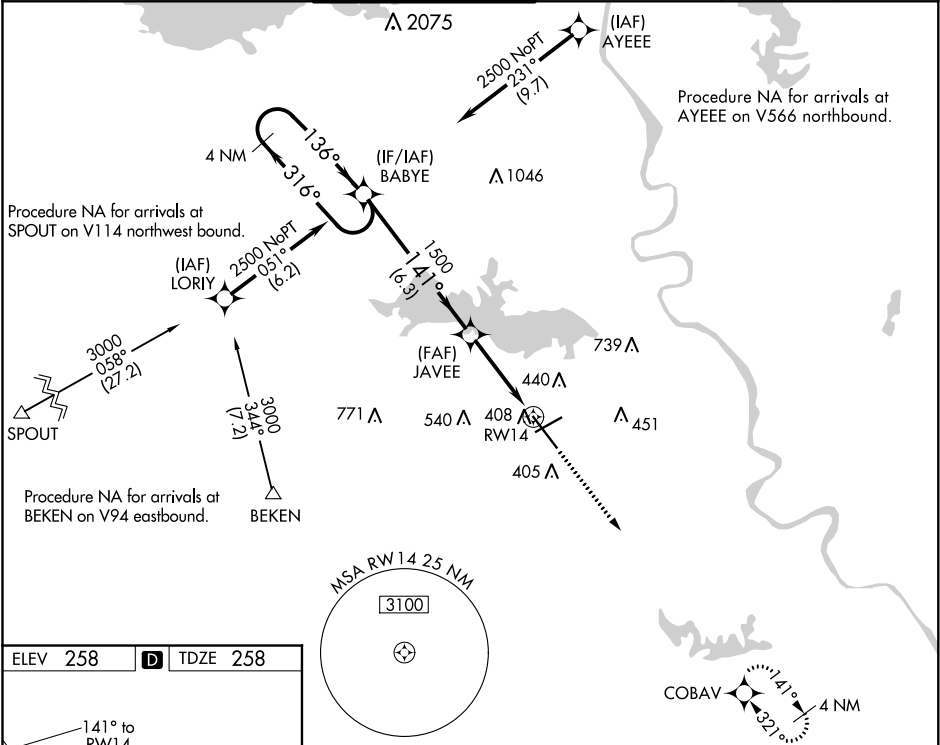 2075
(IAF)
AYEEE
2500 NoPT
231°
(9.7)
Procedure NA for arrivals at
AYEEE on V566 northbound.
4 NM
136°
316°
(IF/IAF)
BABYE
1046
Procedure NA for arrivals at
SPOUT on V114 northwest bound.
2500 NoPT
051°
(6.2)
(IAF)
LORIY
1500
141°
(6.3)
3000
058°
(27.2)
SPOUT
3000
344°
(7.2)
(FAF)
JAVEE
739
440
771
540
408
RW14
451
405
Procedure NA for arrivals at
BEKEN on V94 eastbound.
BEKEN
MSA RW14 25 NM
3100
ELEV 258 D TDZE 258
141° to
RW14
COBAV
141°
321°
4 NM